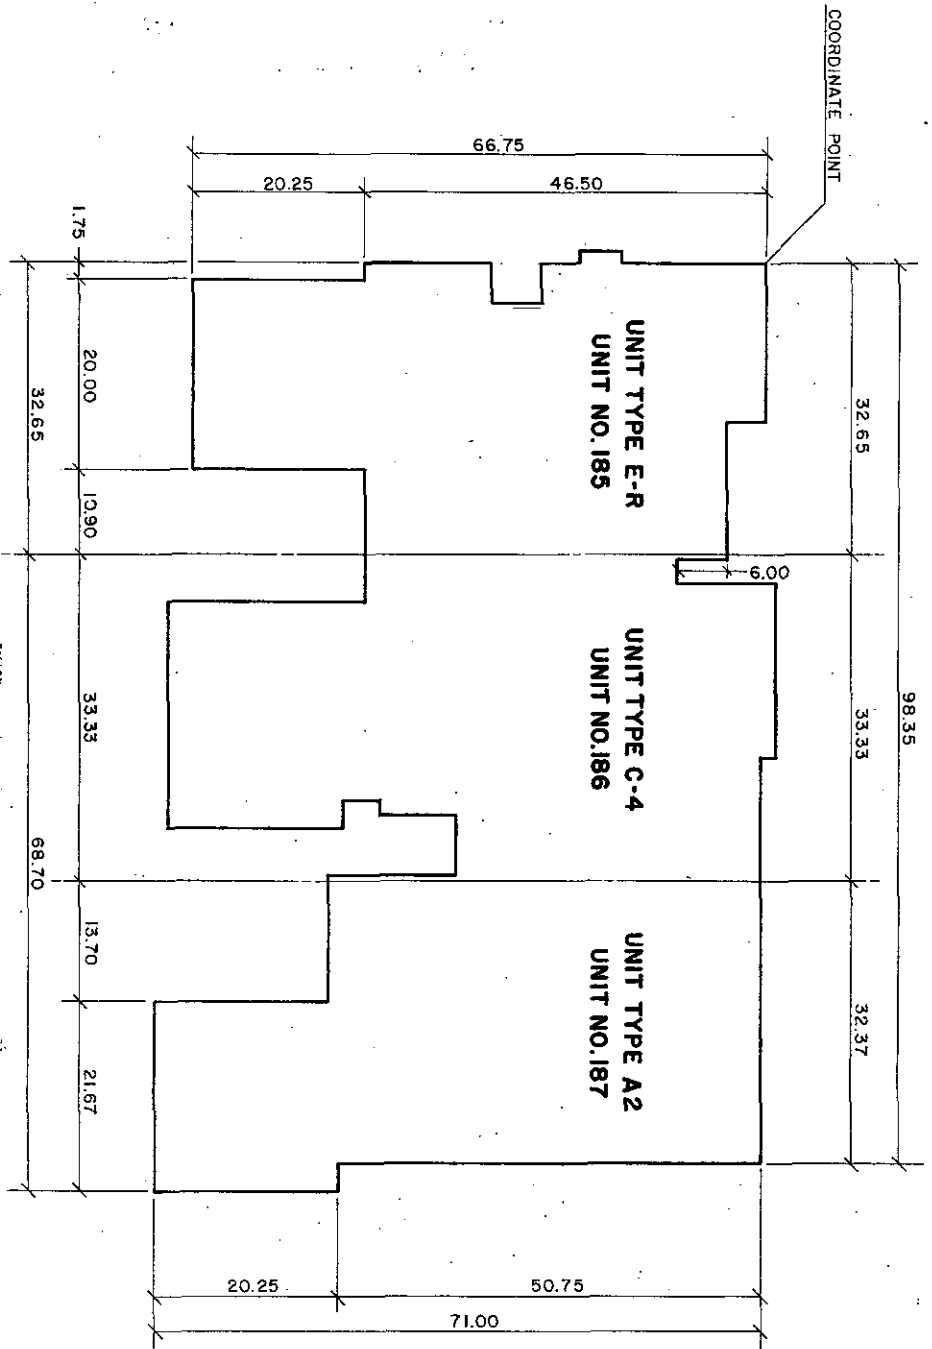 COORDINATE POINT
66.75
20.25
46.50
1.75
20.00
10.90
33.33
13.70
21.67
32.65
68.70
32.65
33.33
32.37
98.35
6.00
UNIT TYPE E-R
UNIT NO. 185
UNIT TYPE C-4
UNIT NO. 186
UNIT TYPE A2
UNIT NO. 187
20.25
50.75
71.00